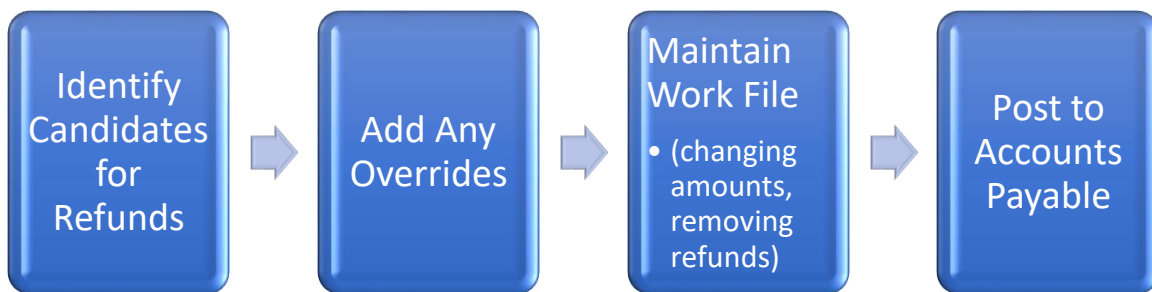 Identify
Candidates
for
Refunds
Add Any
Overrides
Maintain
Work File
• (changing
amounts,
removing
refunds)
Post to
Accounts
Payable